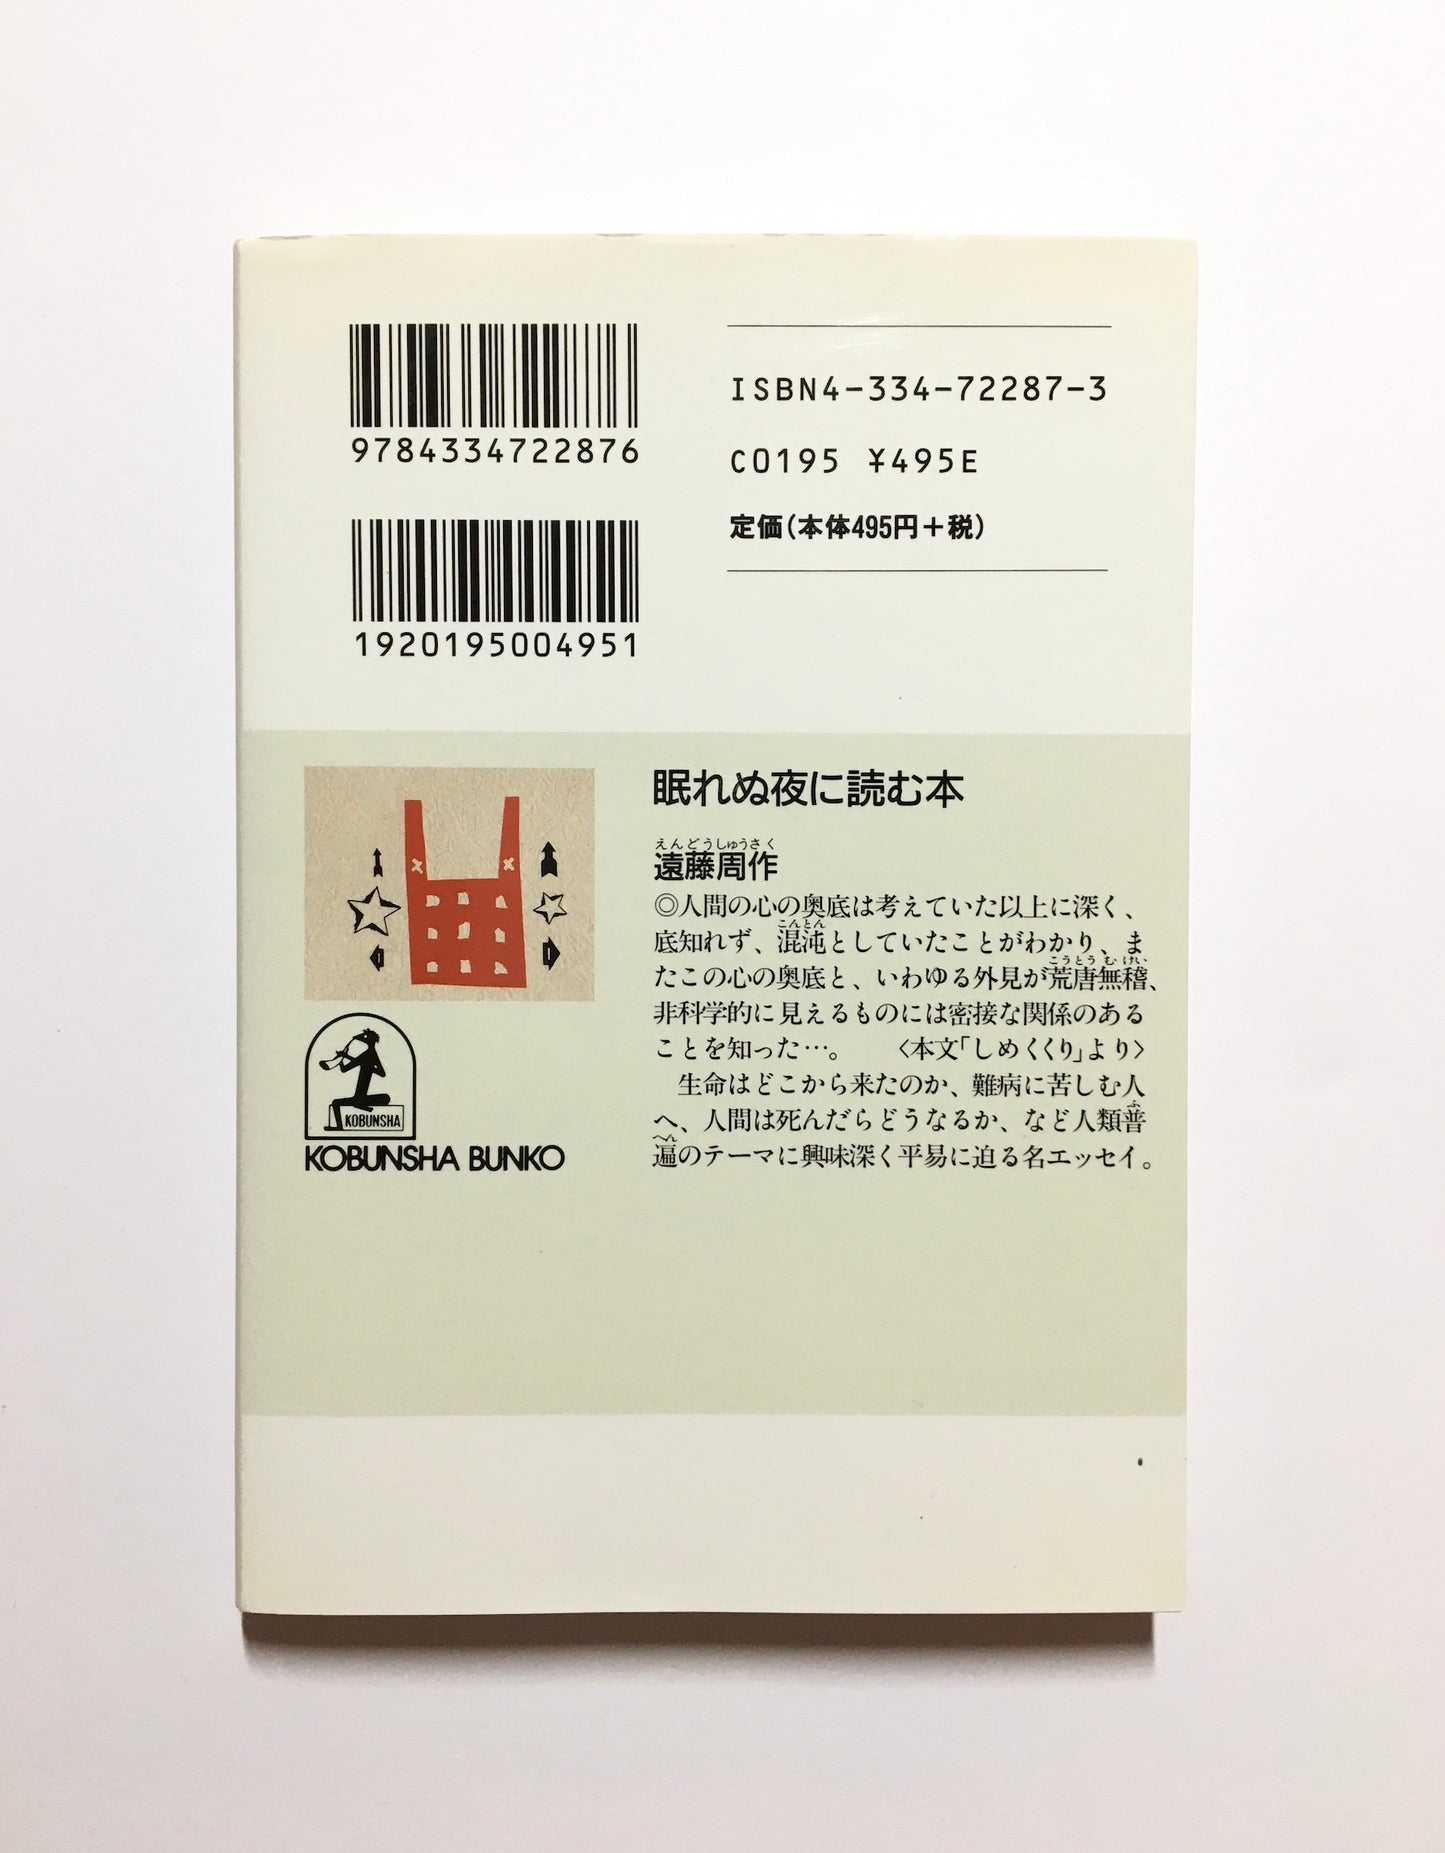 9784334722876
1920195004951
ISBN4-334-72287-3
C0195 ¥495E
定価(本体495円+税)
眠れぬ夜に読む本
えんどうしゅうさく
遠藤周作
◎人間の心の奥底は考えていた以上に深く、
こんとん
底知れず、混沌としていたことがわかり、ま
こうとうむけい
たこの心の奥底と、いわゆる外見が荒唐無稽、
非科学的に見えるものには密接な関係のある
ことを知った…。 〈本文「しめくくり」より〉
生命はどこから来たのか、難病に苦しむ人
ふ
へ、人間は死んだらどうなるか、など人類普
へん
遍のテーマに興味深く平易に迫る名エッセイ。
KOBUNSHA
KOBUNSHA BUNKO